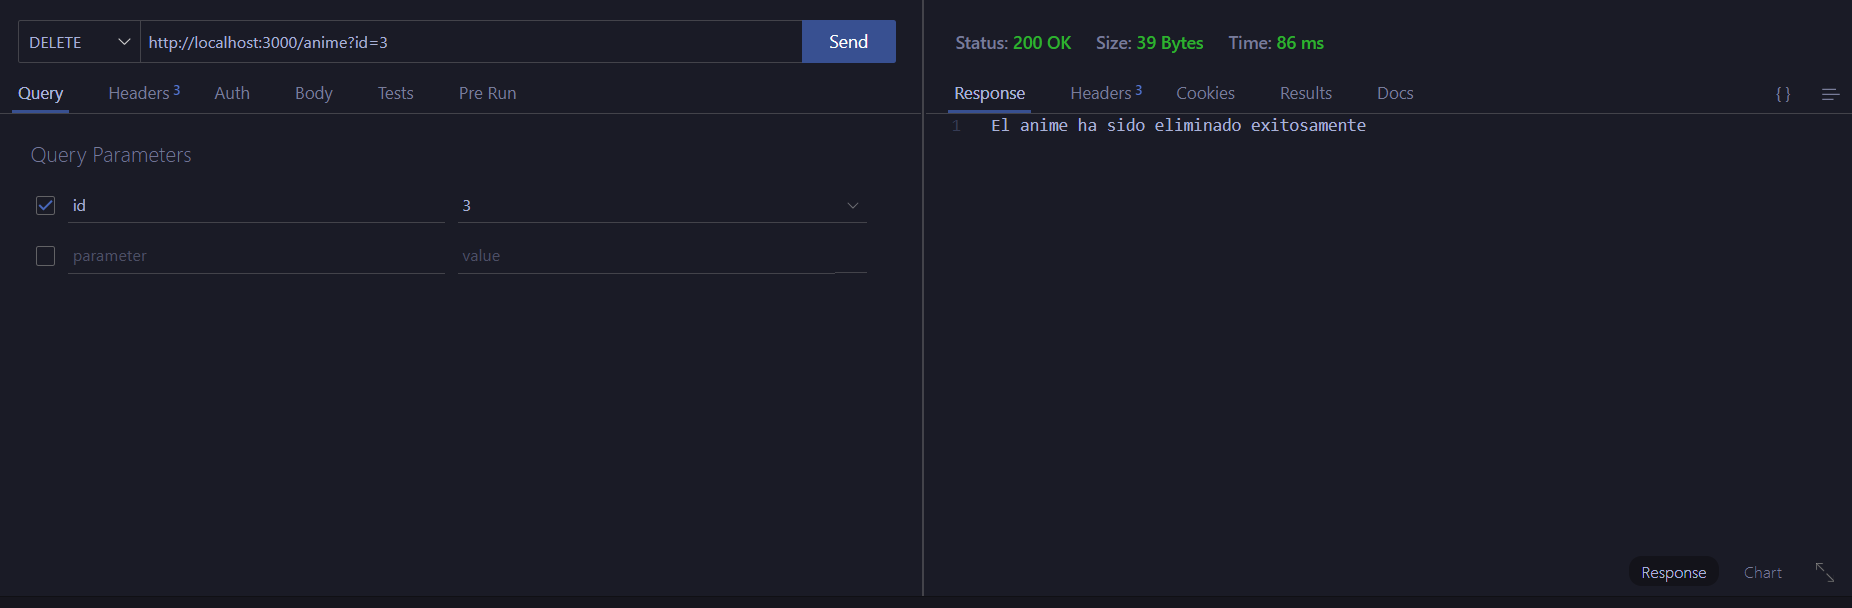 DELETE http://localhost:3000/anime?id=3 Send
Query Headers 3 Auth Body Tests Pre Run
Query Parameters
id 3
parameter value
Status: 200 OK Size: 39 Bytes Time: 86 ms
Response Headers 3 Cookies Results Docs { }
1 El anime ha sido eliminado exitosamente
Response Chart